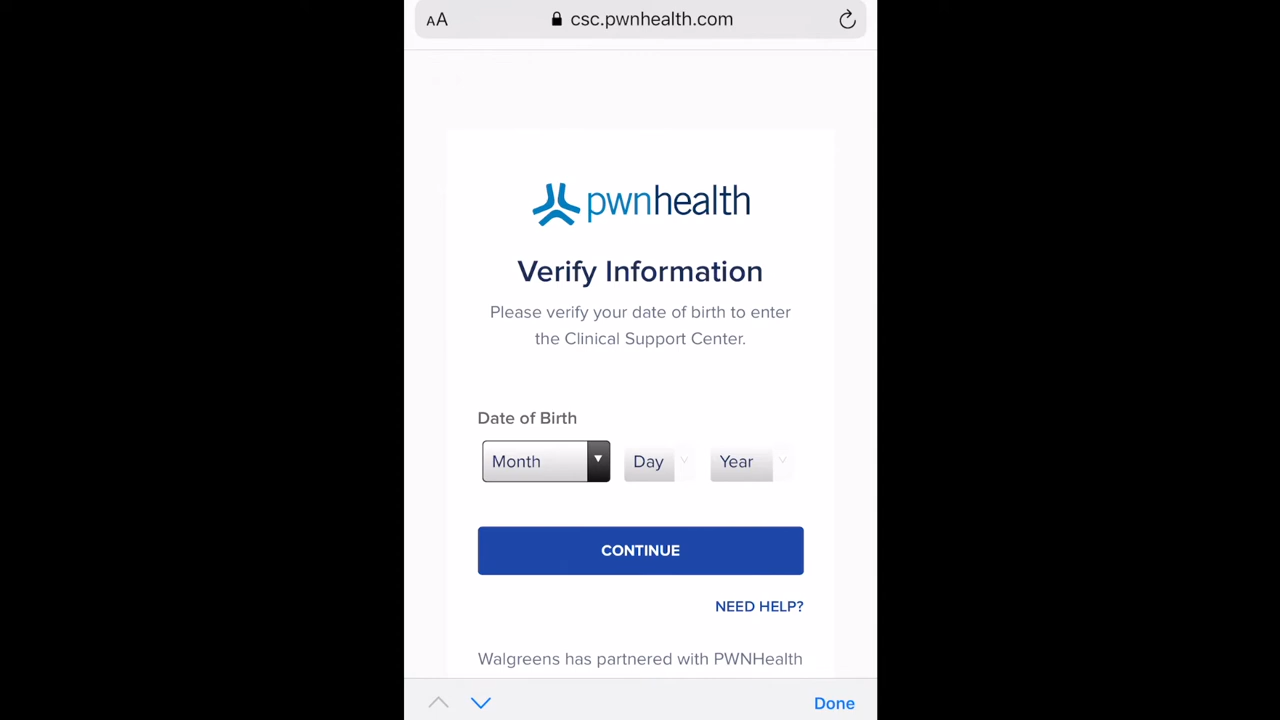 AA csc.pwnhealth.com
pwnhealth
Verify Information
Please verify your date of birth to enter
the Clinical Support Center.
Date of Birth
Month Day Year
CONTINUE
NEED HELP?
Walgreens has partnered with PWNHealth
Done